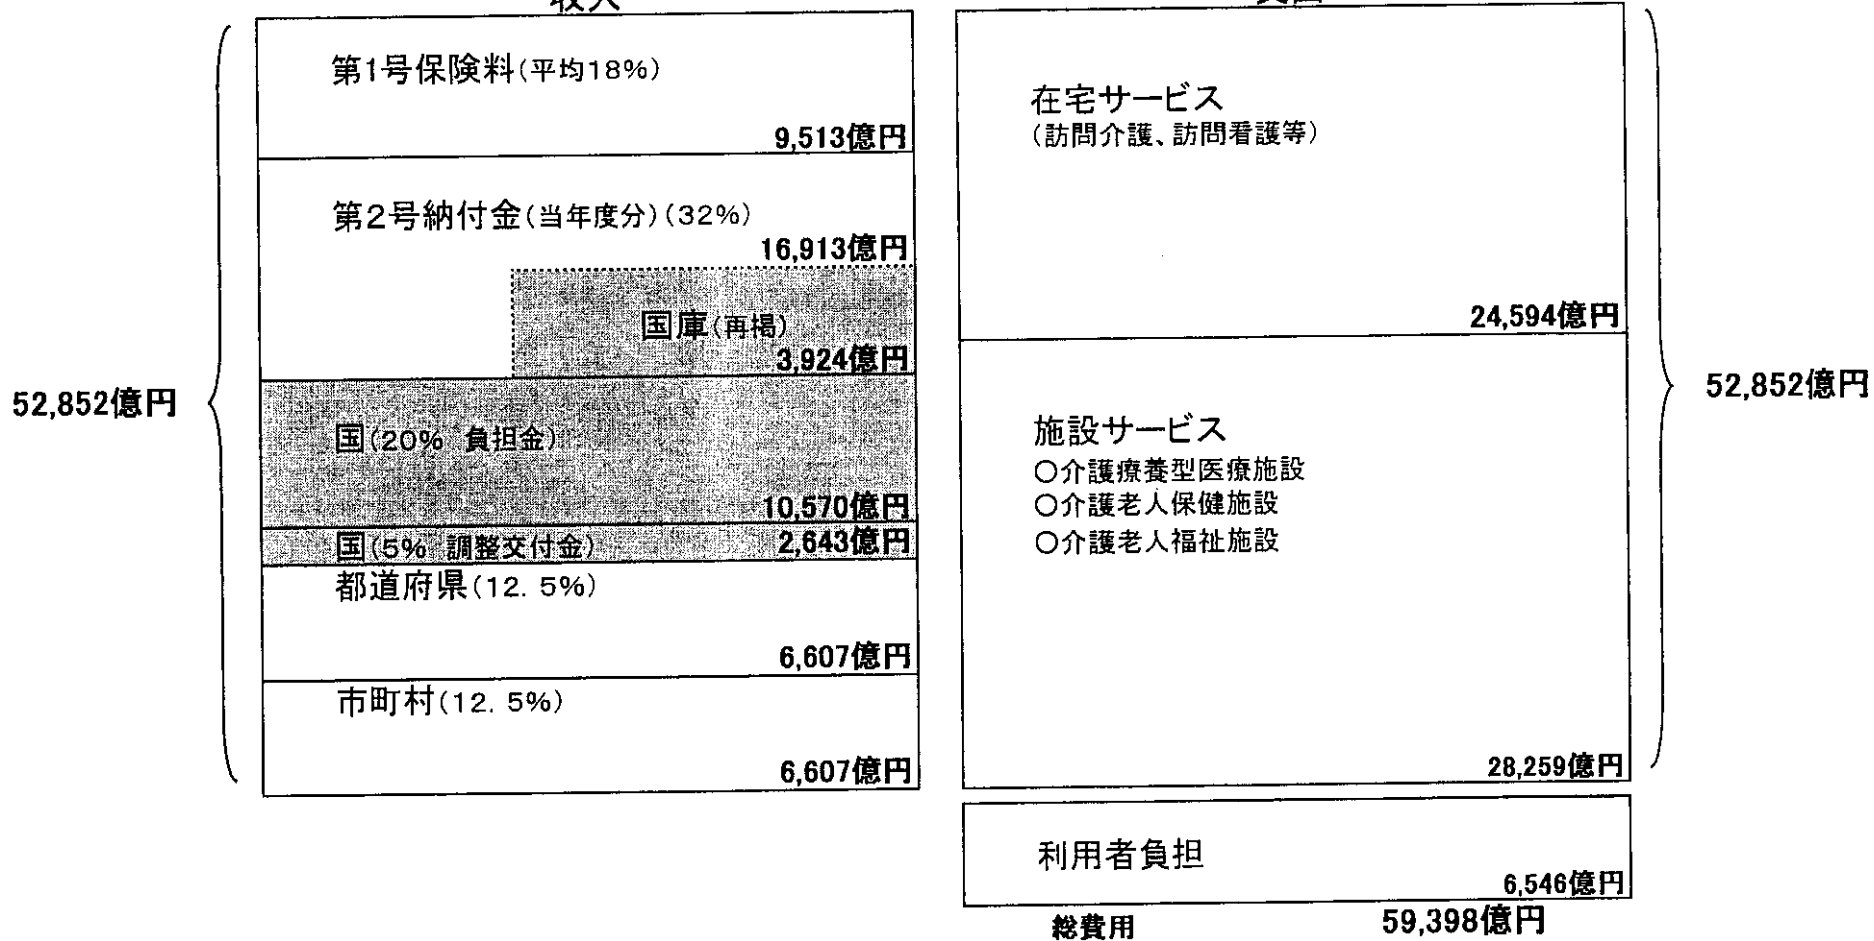 第1号保険料(平均18%)
9,513億円
第2号納付金(当年度分)(32%)
16,913億円
国庫(再掲)
3,924億円
国(20% 負担金)
10,570億円
国(5% 調整交付金)
2,643億円
都道府県(12.5%)
6,607億円
市町村(12.5%)
6,607億円
52,852億円
在宅サービス
(訪問介護、訪問看護等)
24,594億円
施設サービス
○介護療養型医療施設
○介護老人保健施設
○介護老人福祉施設
28,259億円
52,852億円
利用者負担
6,546億円
総費用 59,398億円